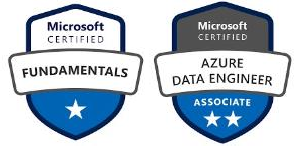 Microsoft
CERTIFIED
FUNDAMENTALS
Microsoft
CERTIFIED
AZURE
DATA ENGINEER
ASSOCIATE